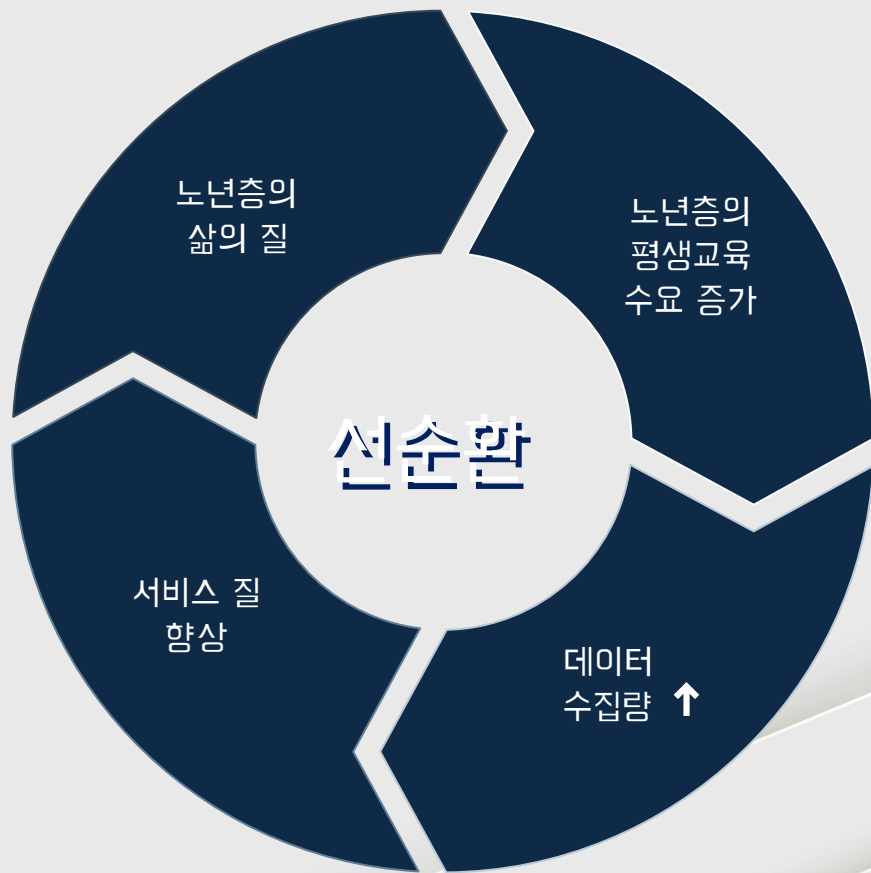 노년층의
삶의 질
노년층의
평생교육
수요 증가
선순환
서비스 질
향상
데이터
수집량 ↑